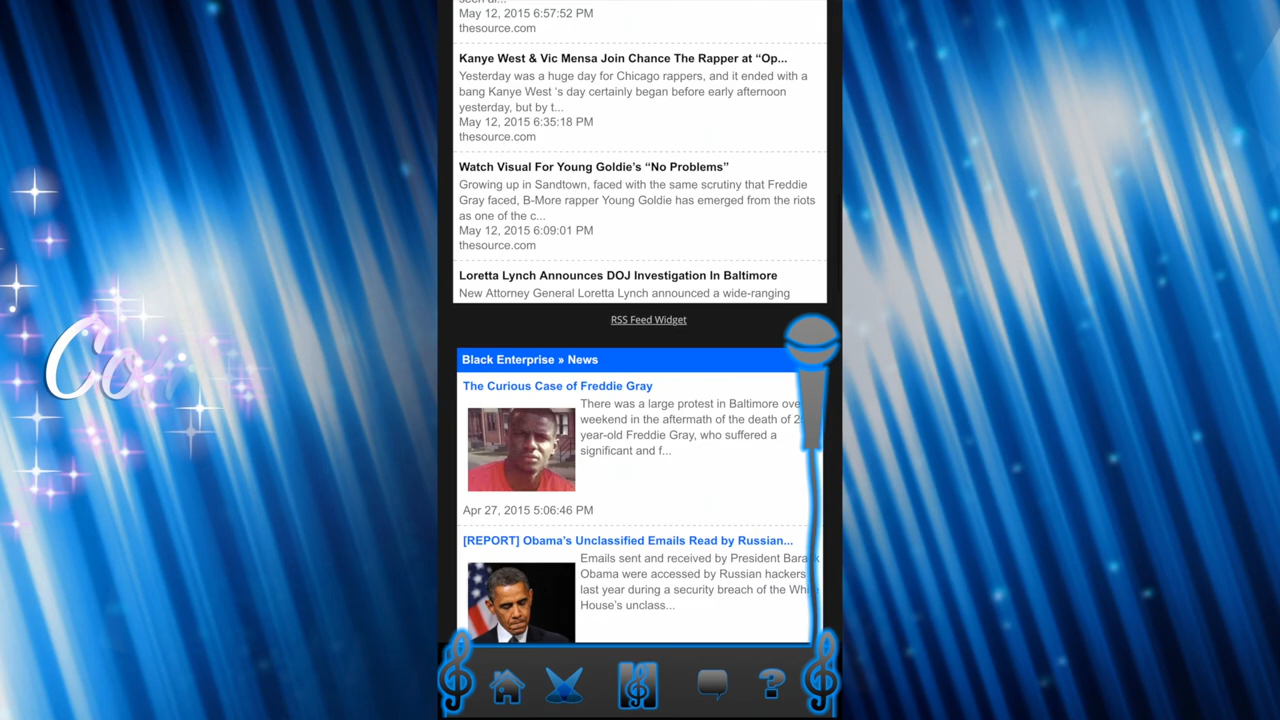 May 12, 2015 6:57:52 PM
thesource.com
Kanye West & Vic Mensa Join Chance The Rapper at “Op...
Yesterday was a huge day for Chicago rappers, and it ended with a
bang Kanye West ‘s day certainly began before early afternoon
yesterday, but by t...
May 12, 2015 6:35:18 PM
thesource.com
Watch Visual For Young Goldie’s “No Problems”
Growing up in Sandtown, faced with the same scrutiny that Freddie
Gray faced, B-More rapper Young Goldie has emerged from the riots
as one of the c...
May 12, 2015 6:09:01 PM
thesource.com
Loretta Lynch Announces DOJ Investigation In Baltimore
New Attorney General Loretta Lynch announced a wide-ranging
RSS Feed Widget
Black Enterprise » News
The Curious Case of Freddie Gray
There was a large protest in Baltimore ove
weekend in the aftermath of the death of 2
year-old Freddie Gray, who suffered a
significant and f...
Apr 27, 2015 5:06:46 PM
[REPORT] Obama’s Unclassified Emails Read by Russian...
Emails sent and received by President Barack
Obama were accessed by Russian hackers
last year during a security breach of the Whi
House’s unclass...
Co